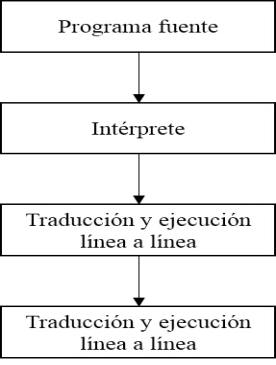 Programa fuente
Intérprete
Traducción y ejecución
línea a línea
Traducción y ejecución
línea a línea